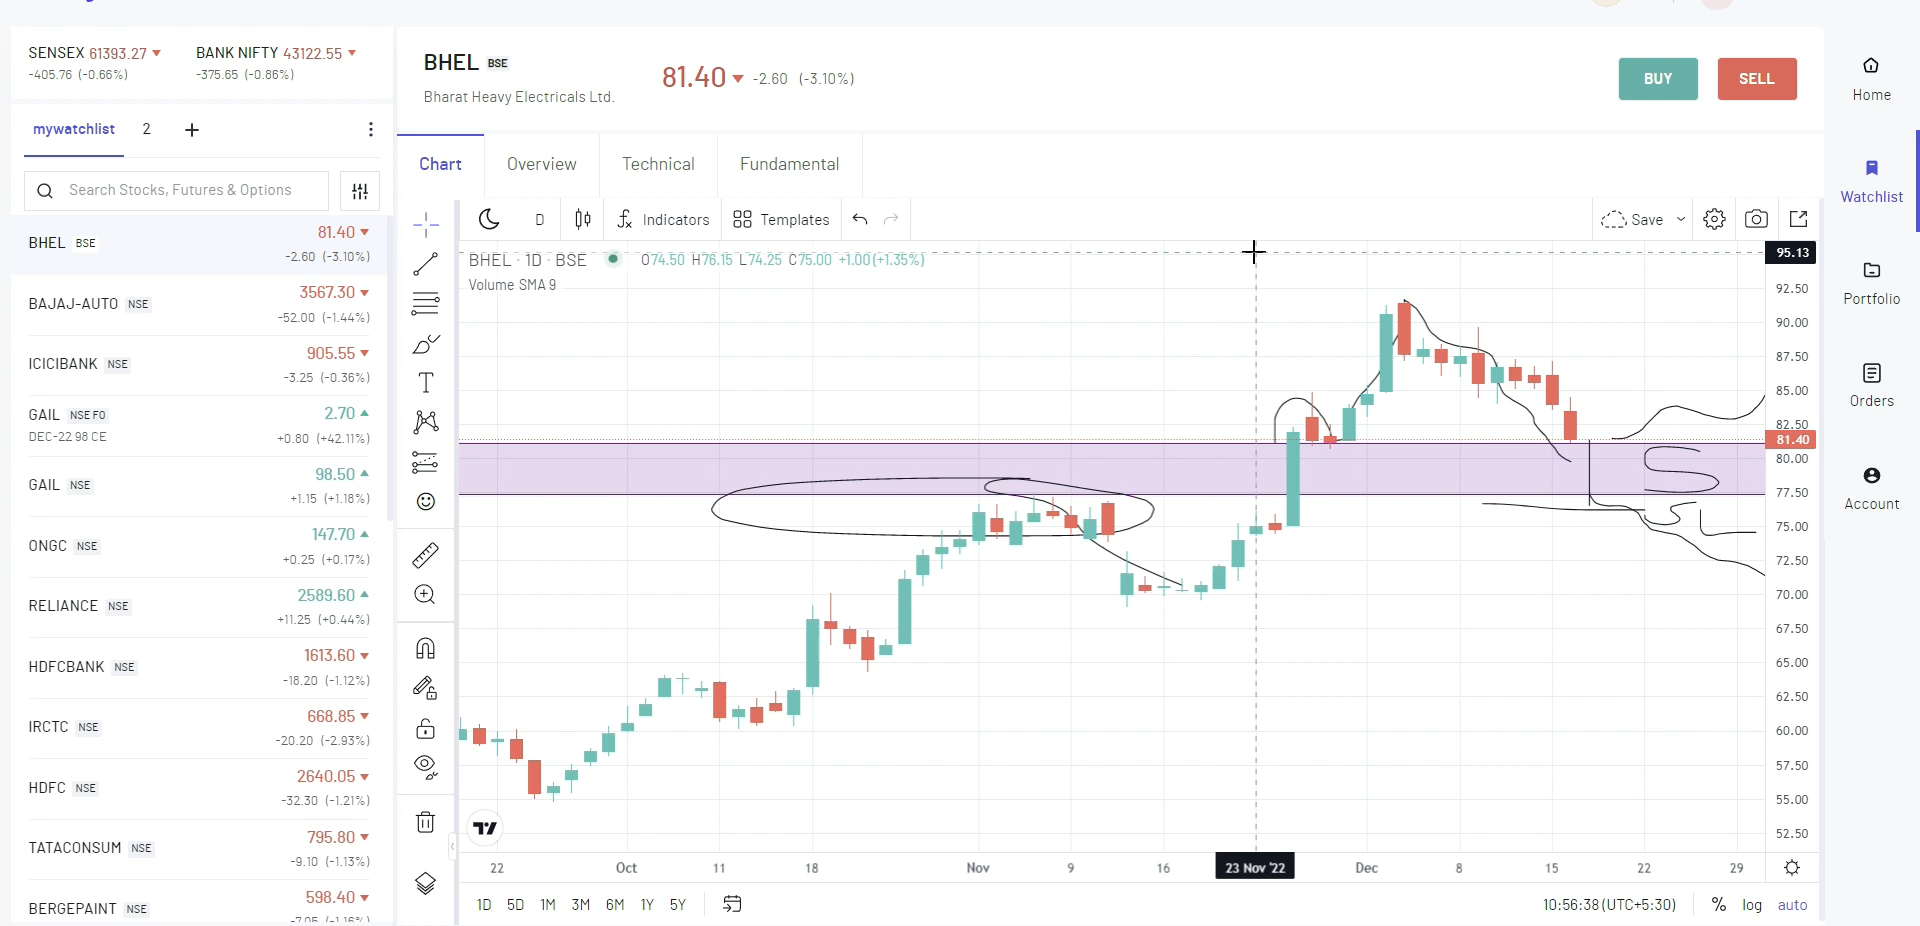 SENSEX 61393.27 BANK NIFTY 43122.55
-405.76 (-0.66%) -375.65 (-0.86%)
mywatchlist 2 +
Search Stocks, Futures & Options
BHEL BSE 81.40
-2.60 (-3.10%)
BAJAJ-AUTO NSE 3567.30
-52.00 (-1.44%)
ICICIBANK NSE 905.55
-3.25 (-0.36%)
GAIL NSE FO 2.70
DEC-22 98 CE +0.80 (+42.11%)
GAIL NSE 98.50
+1.15 (+1.18%)
ONGC NSE 147.70
+0.25 (+0.17%)
RELIANCE NSE 2589.60
+11.25 (+0.44%)
HDFCBANK NSE 1613.60
-18.20 (-1.12%)
IRCTC NSE 668.85
-20.20 (-2.93%)
HDFC NSE 2640.05
-32.30 (-1.21%)
TATACONSUM NSE 795.80
-9.10 (-1.13%)
BERGEPAINT NSE 598.40
BHEL BSE
Bharat Heavy Electricals Ltd.
81.40 -2.60 (-3.10%)
BUY SELL
Chart Overview Technical Fundamental
D Indicators Templates Save
BHEL · 1D · BSE O74.50 H76.15 L74.25 C75.00 +1.00 (+1.35%)
Volume SMA 9
95.13
92.50
90.00
87.50
85.00
82.50
81.40
80.00
77.50
75.00
72.50
70.00
67.50
65.00
62.50
60.00
57.50
55.00
52.50
22 Oct 11 18 Nov 9 16 23 Nov '22 Dec 8 15 22 29
1D 5D 1M 3M 6M 1Y 5Y 10:56:38 (UTC+5:30) % log auto
Home
Watchlist
Portfolio
Orders
Account